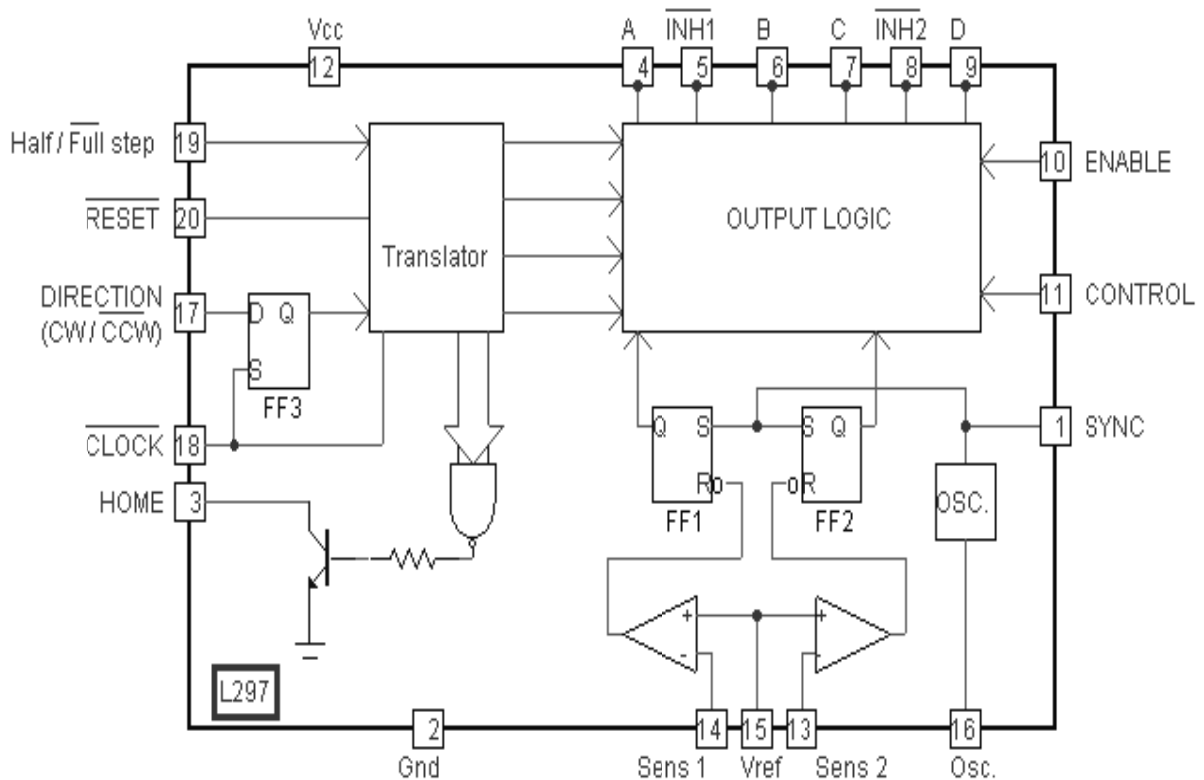 Vcc
A INH1 B C INH2 D
12 4 5 6 7 8 9
Half / Full step 19
10 ENABLE
RESET 20
OUTPUT LOGIC
Translator
DIRECTION
(CW / CCW)
17
D Q
S
FF3
11 CONTROL
CLOCK 18
Q S
R
FF1
S Q
R
FF2
1 SYNC
HOME 3
OSC.
+
-
+
-
L297
2 14 15 13 16
Gnd Sens 1 Vref Sens 2 Osc.